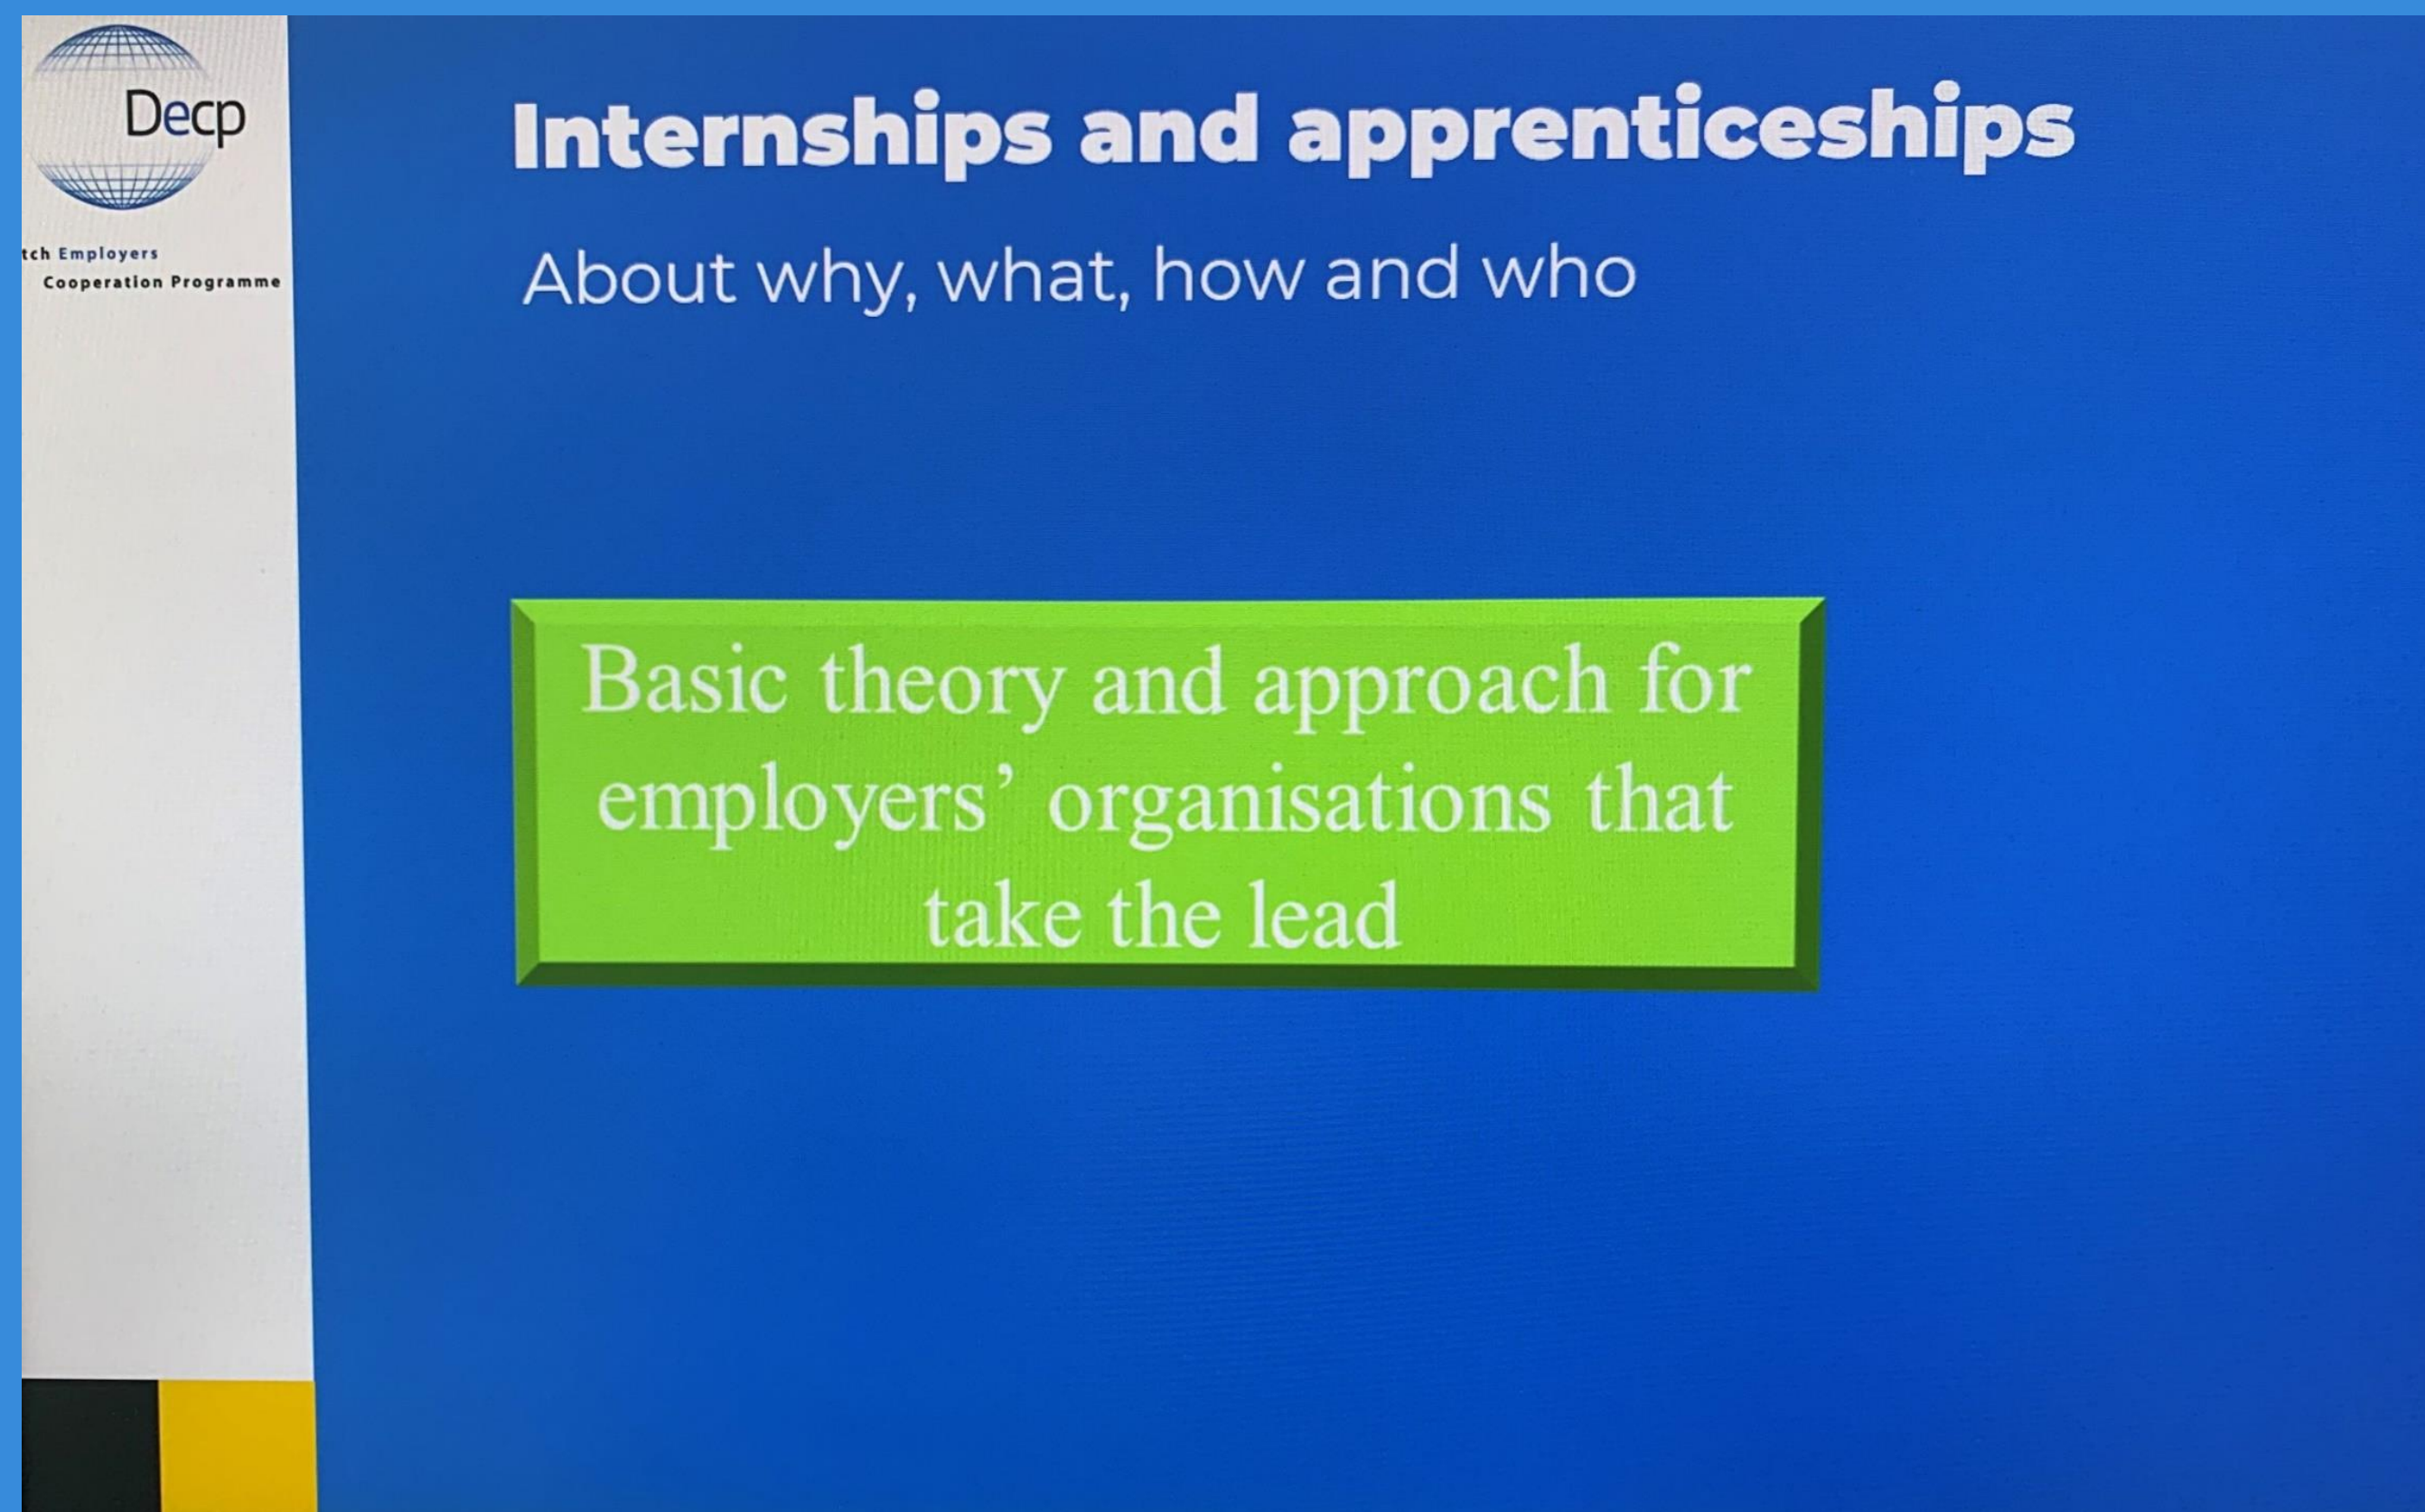 Decp
tch Employers
Cooperation Programme
Internships and apprenticeships
About why, what, how and who
Basic theory and approach for
employers’ organisations that
take the lead